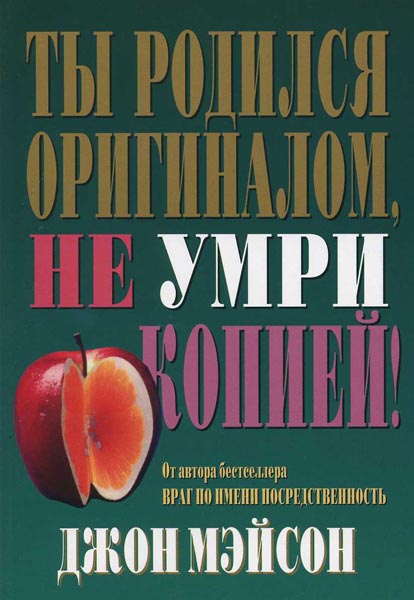 ТЫ РОДИЛСЯ
ОРИГИНАЛОМ,
НЕ УМРИ
КОПИЕЙ!
От автора бестселлера
ВРАГ ПО ИМЕНИ ПОСРЕДСТВЕННОСТЬ
ДЖОН МЭЙСОН